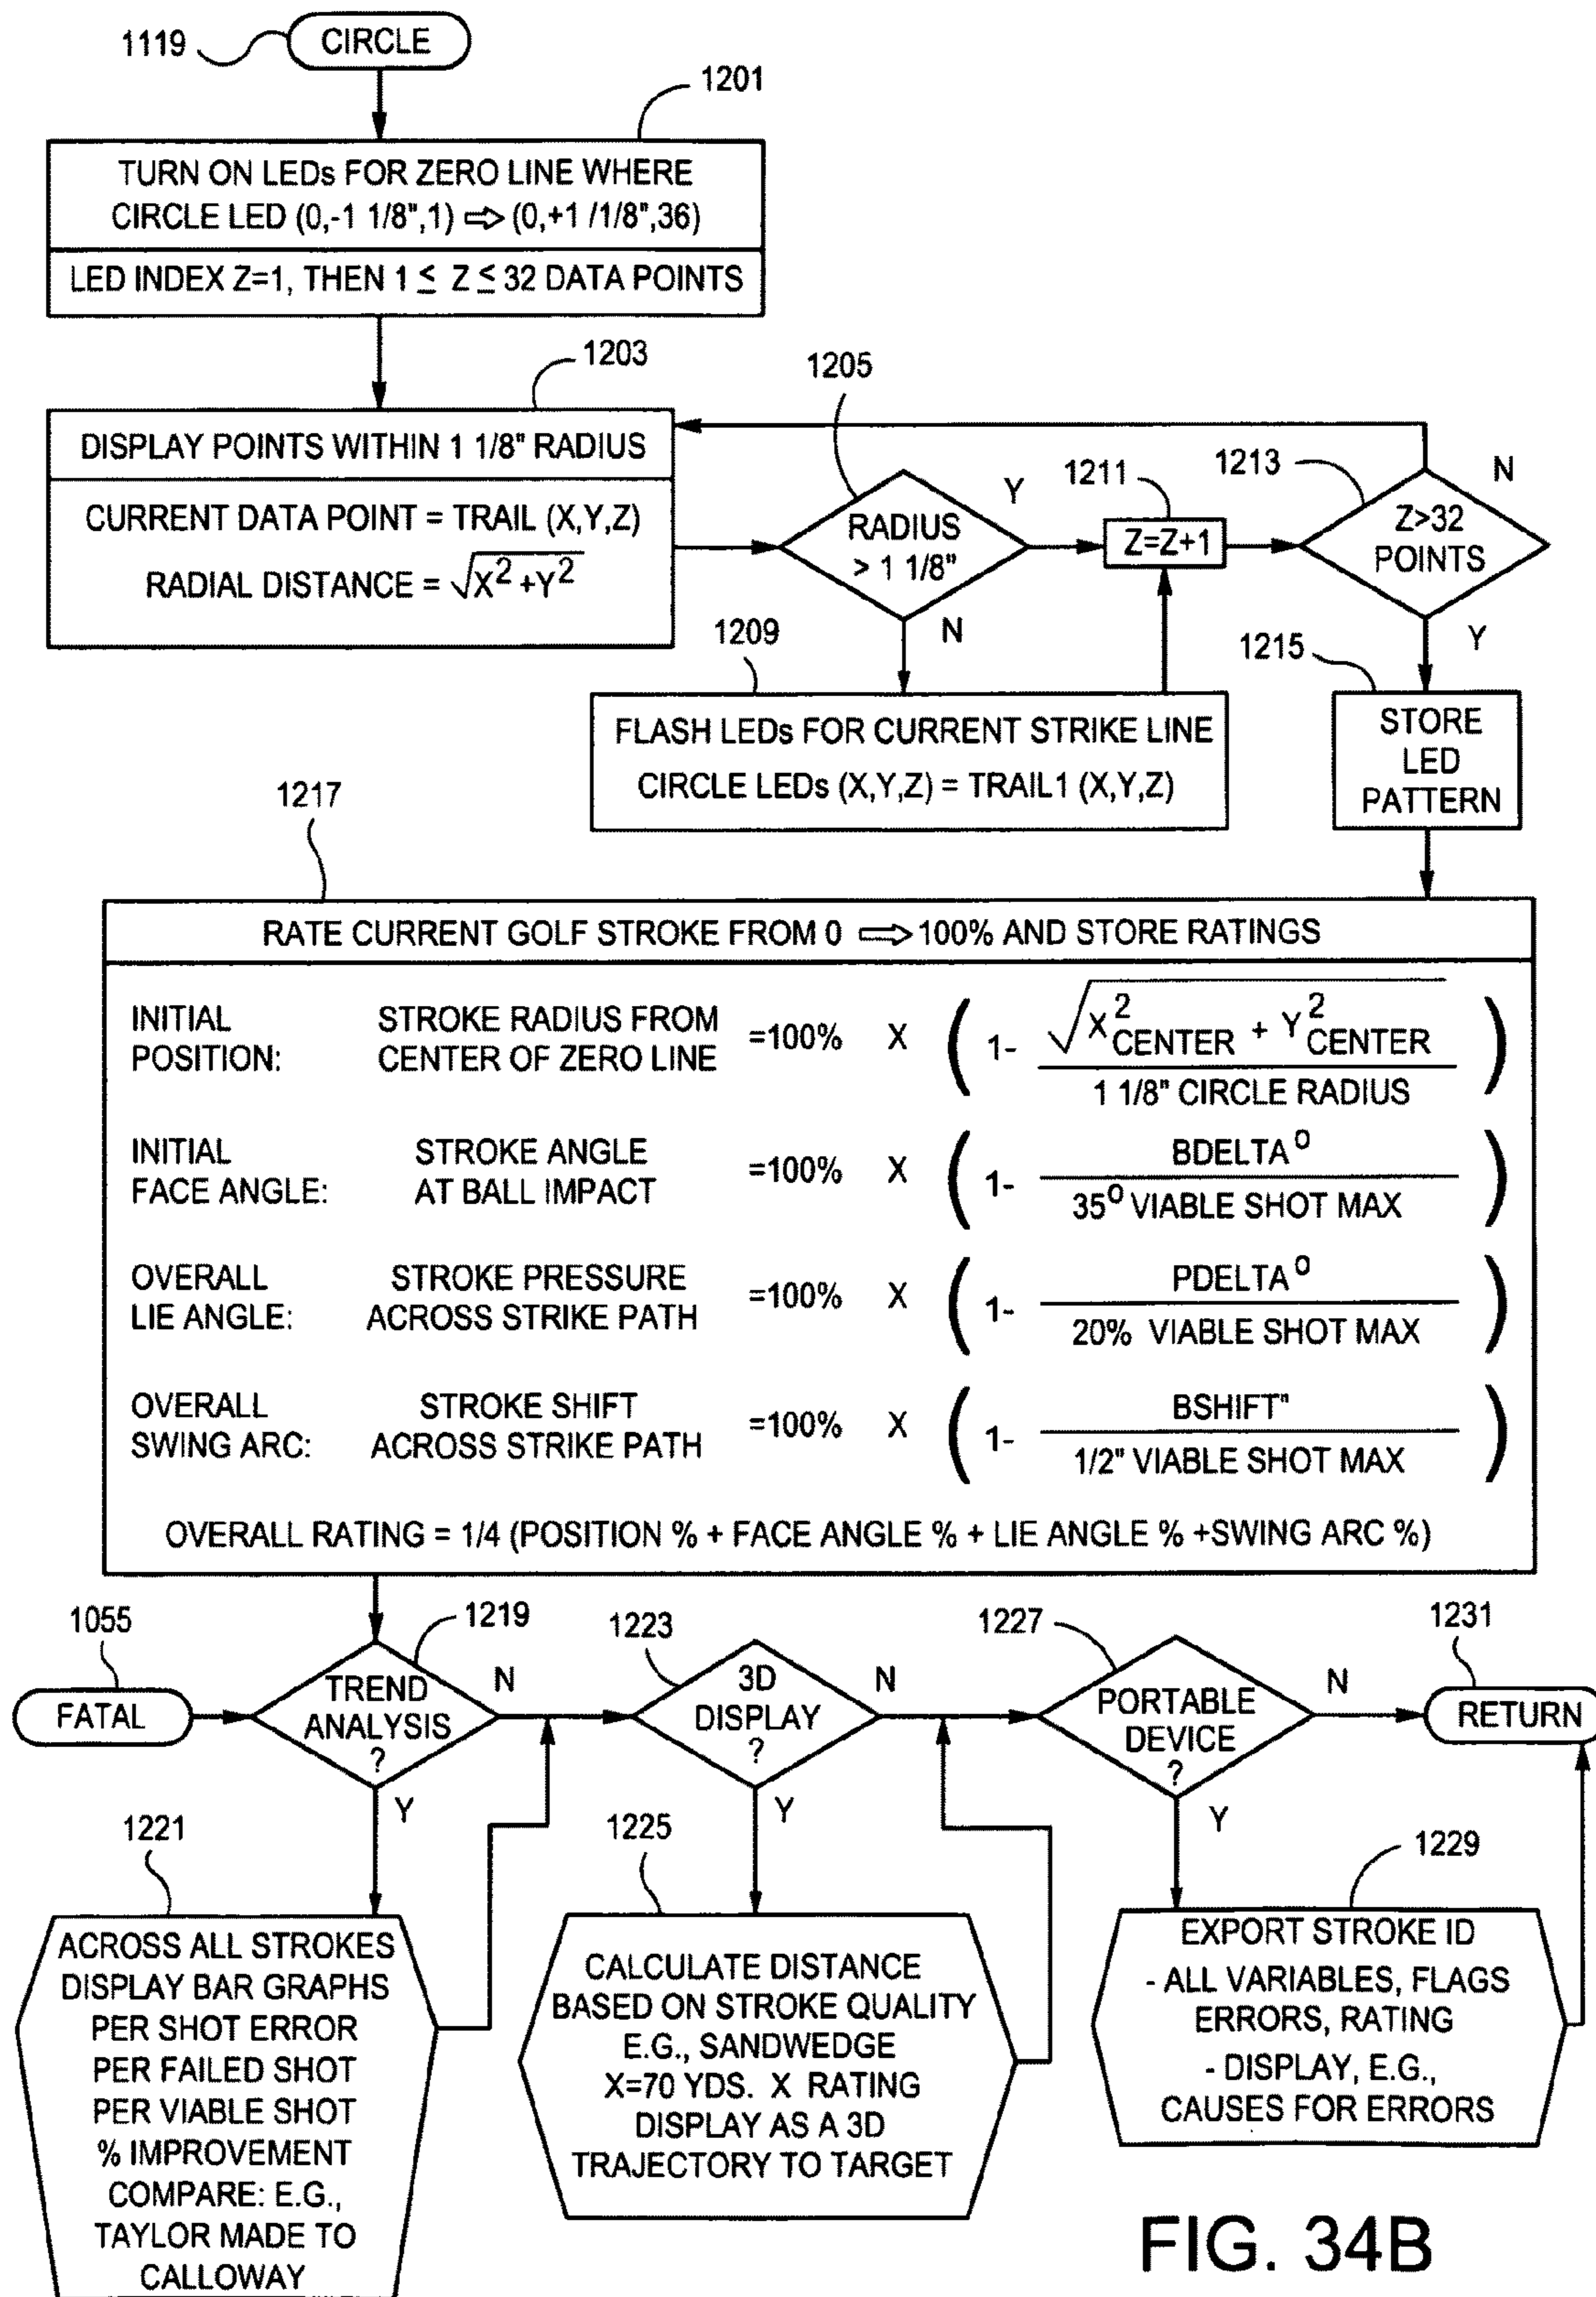 1119
CIRCLE
1201
TURN ON LEDs FOR ZERO LINE WHERE
CIRCLE LED (0,-1 1/8",1) ⇨ (0,+1 /1/8",36)
LED INDEX Z=1, THEN 1 ≤ Z ≤ 32 DATA POINTS
1203
DISPLAY POINTS WITHIN 1 1/8" RADIUS
CURRENT DATA POINT = TRAIL (X,Y,Z)
RADIAL DISTANCE = √X² +Y²
1205
RADIUS
> 1 1/8"
Y
N
1211
Z=Z+1
1213
Z>32
POINTS
N
Y
1209
FLASH LEDs FOR CURRENT STRIKE LINE
CIRCLE LEDs (X,Y,Z) = TRAIL1 (X,Y,Z)
1215
STORE
LED
PATTERN
1217
RATE CURRENT GOLF STROKE FROM 0 ⇨ 100% AND STORE RATINGS
INITIAL
POSITION:
STROKE RADIUS FROM
CENTER OF ZERO LINE
=100% X ( 1- √X²CENTER + Y²CENTER )
1 1/8" CIRCLE RADIUS
INITIAL
FACE ANGLE:
STROKE ANGLE
AT BALL IMPACT
=100% X ( 1- BDELTA° )
35° VIABLE SHOT MAX
OVERALL
LIE ANGLE:
STROKE PRESSURE
ACROSS STRIKE PATH
=100% X ( 1- PDELTA° )
20% VIABLE SHOT MAX
OVERALL
SWING ARC:
STROKE SHIFT
ACROSS STRIKE PATH
=100% X ( 1- BSHIFT" )
1/2" VIABLE SHOT MAX
OVERALL RATING = 1/4 (POSITION % + FACE ANGLE % + LIE ANGLE % +SWING ARC %)
1055
FATAL
1219
TREND
ANALYSIS
?
N
Y
1223
3D
DISPLAY
?
N
Y
1227
PORTABLE
DEVICE
?
N
Y
1231
RETURN
1221
ACROSS ALL STROKES
DISPLAY BAR GRAPHS
PER SHOT ERROR
PER FAILED SHOT
PER VIABLE SHOT
% IMPROVEMENT
COMPARE: E.G.,
TAYLOR MADE TO
CALLOWAY
1225
CALCULATE DISTANCE
BASED ON STROKE QUALITY
E.G., SANDWEDGE
X=70 YDS. X RATING
DISPLAY AS A 3D
TRAJECTORY TO TARGET
1229
EXPORT STROKE ID
- ALL VARIABLES, FLAGS
ERRORS, RATING
- DISPLAY, E.G.,
CAUSES FOR ERRORS
FIG. 34B